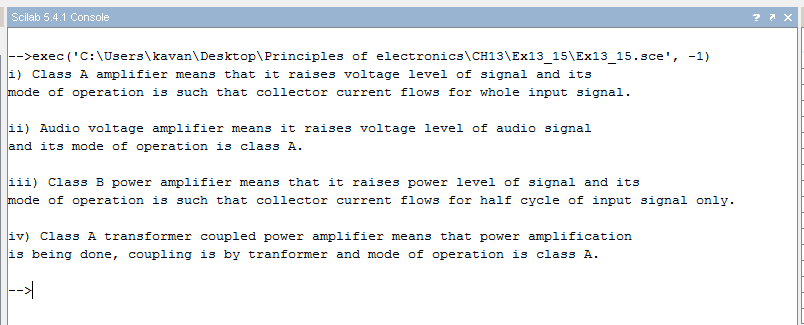 Scilab 5.4.1 Console
? ↗ ✕
-->exec('C:\Users\kavan\Desktop\Principles of electronics\CH13\Ex13_15\Ex13_15.sce', -1)
i) Class A amplifier means that it raises voltage level of signal and its
mode of operation is such that collector current flows for whole input signal.
ii) Audio voltage amplifier means it raises voltage level of audio signal
and its mode of operation is class A.
iii) Class B power amplifier means that it raises power level of signal and its
mode of operation is such that collector current flows for half cycle of input signal only.
iv) Class A transformer coupled power amplifier means that power amplification
is being done, coupling is by tranformer and mode of operation is class A.
-->